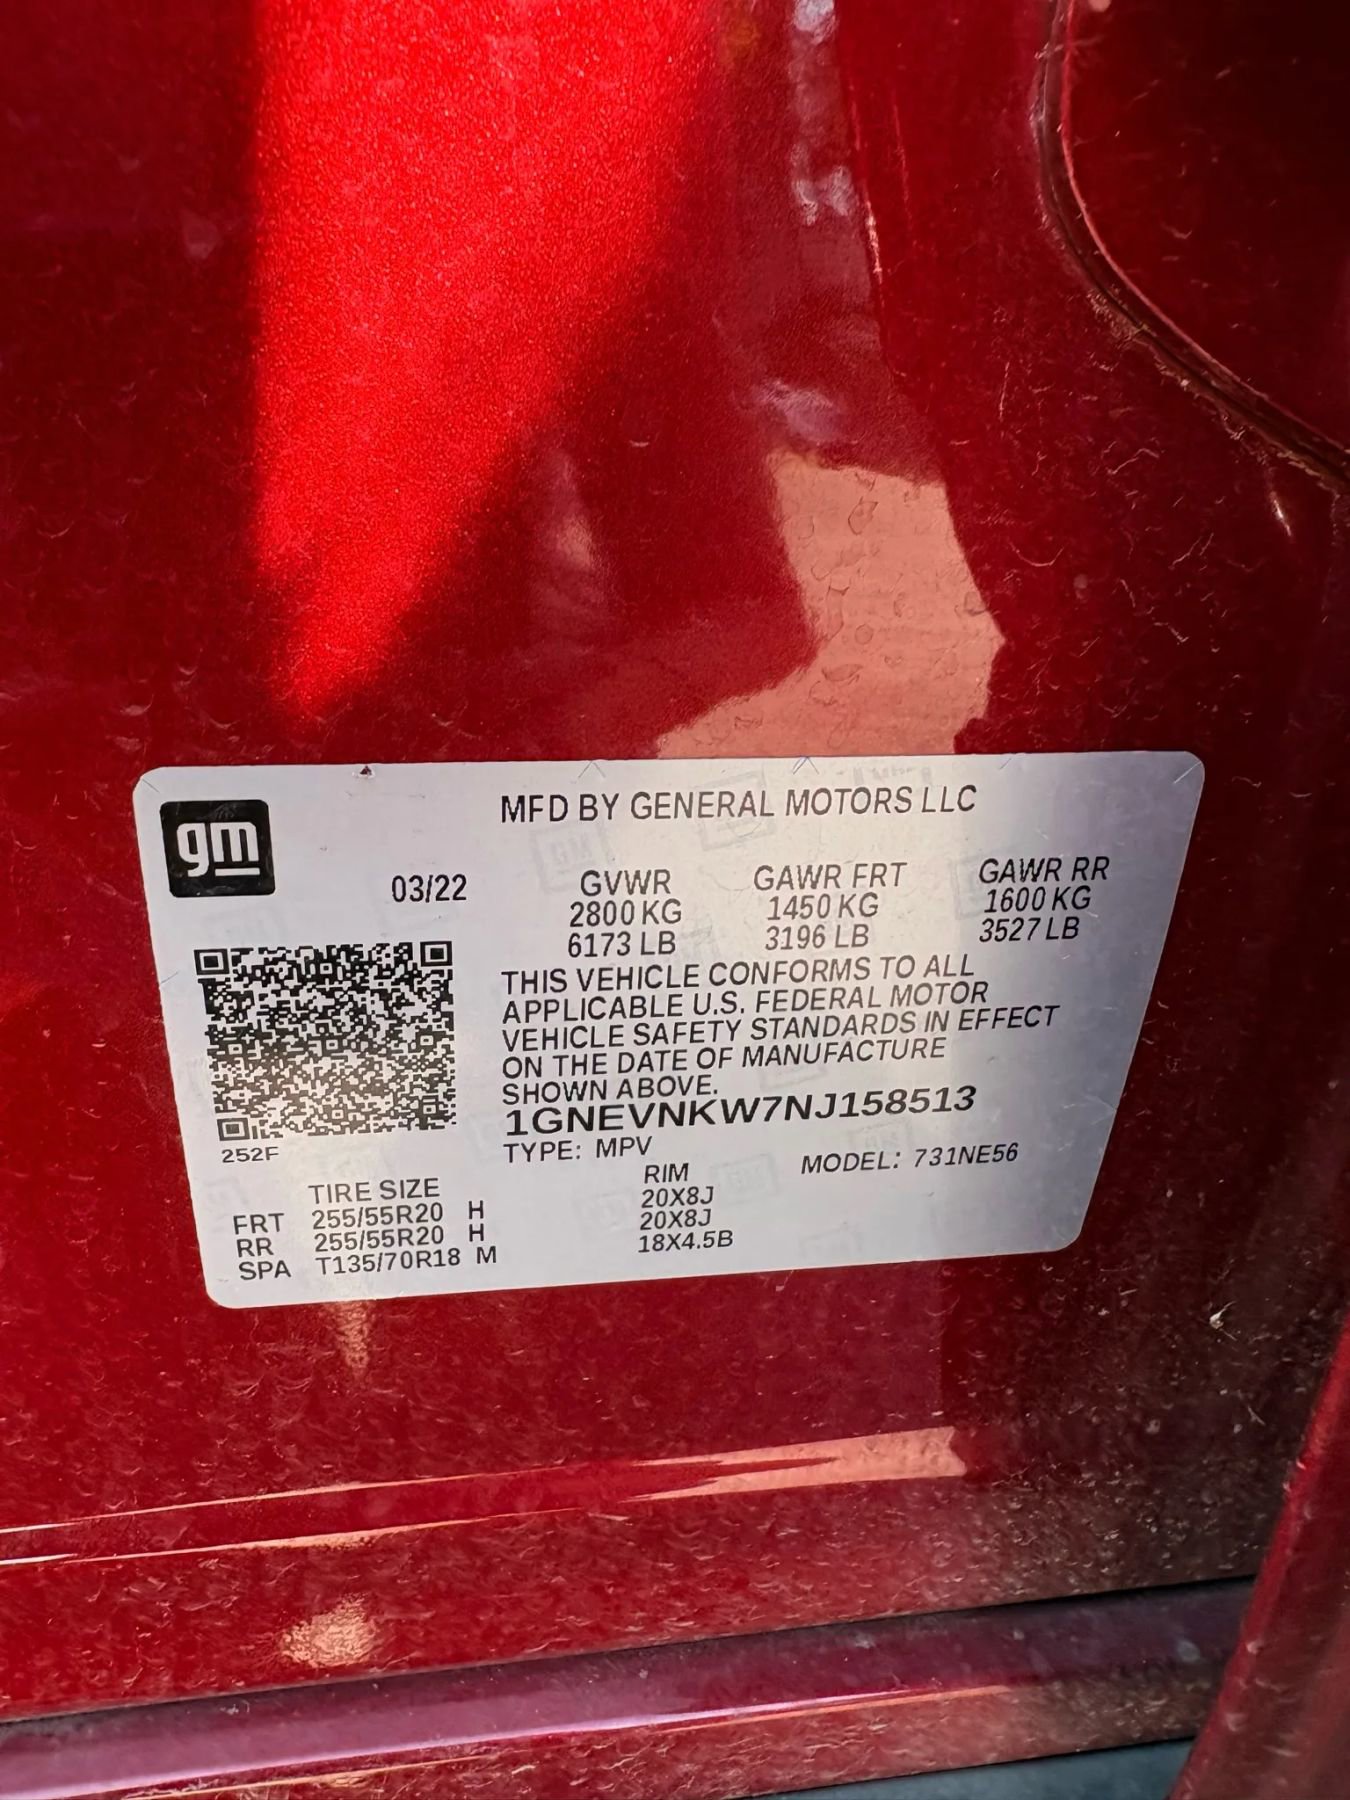 gm
MFD BY GENERAL MOTORS LLC
03/22
GVWR GAWR FRT GAWR RR
2800 KG 1450 KG 1600 KG
6173 LB 3196 LB 3527 LB
THIS VEHICLE CONFORMS TO ALL
APPLICABLE U.S. FEDERAL MOTOR
VEHICLE SAFETY STANDARDS IN EFFECT
ON THE DATE OF MANUFACTURE
SHOWN ABOVE.
1GNEVNKW7NJ158513
252F
TYPE: MPV MODEL: 731NE56
TIRE SIZE RIM
FRT 255/55R20 H 20X8J
RR 255/55R20 H 20X8J
SPA T135/70R18 M 18X4.5B